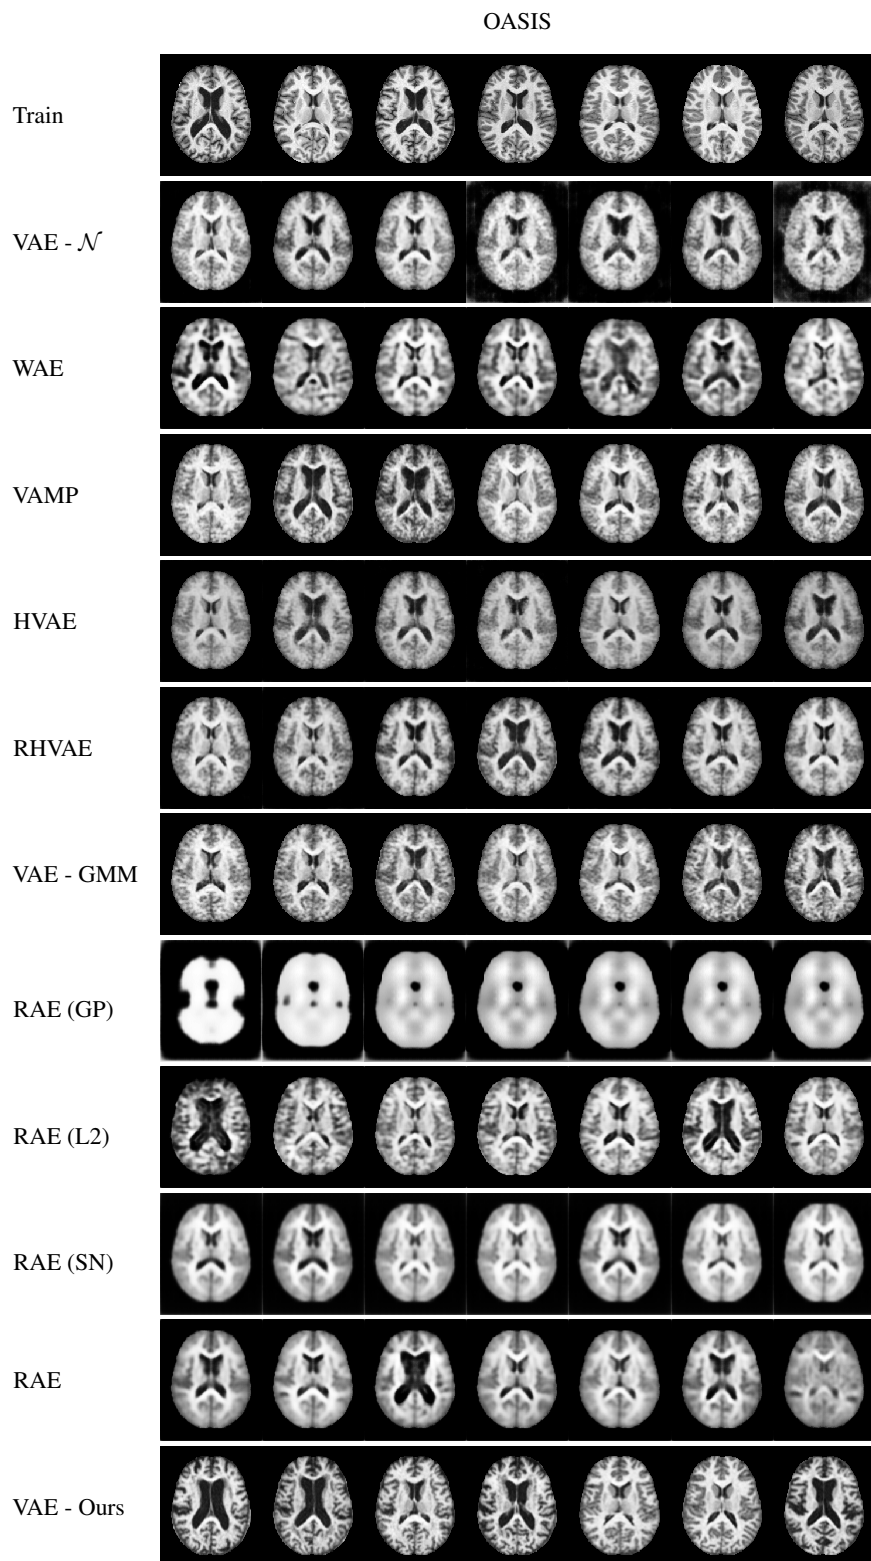 OASIS
Train
VAE - 𝒩
WAE
VAMP
HVAE
RHVAE
VAE - GMM
RAE (GP)
RAE (L2)
RAE (SN)
RAE
VAE - Ours